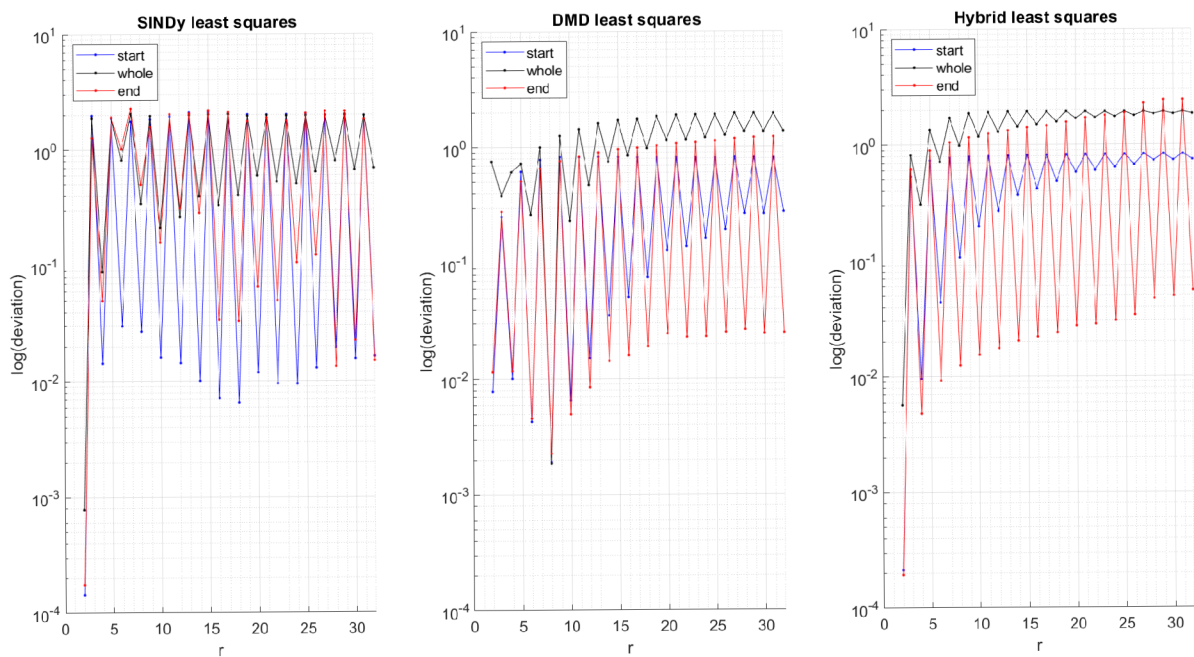 SINDy least squares
start
whole
end
log(deviation)
10^1
10^0
10^-1
10^-2
10^-3
10^-4
0 5 10 15 20 25 30
r
DMD least squares
start
whole
end
log(deviation)
10^1
10^0
10^-1
10^-2
10^-3
10^-4
0 5 10 15 20 25 30
r
Hybrid least squares
start
whole
end
log(deviation)
10^1
10^0
10^-1
10^-2
10^-3
10^-4
0 5 10 15 20 25 30
r